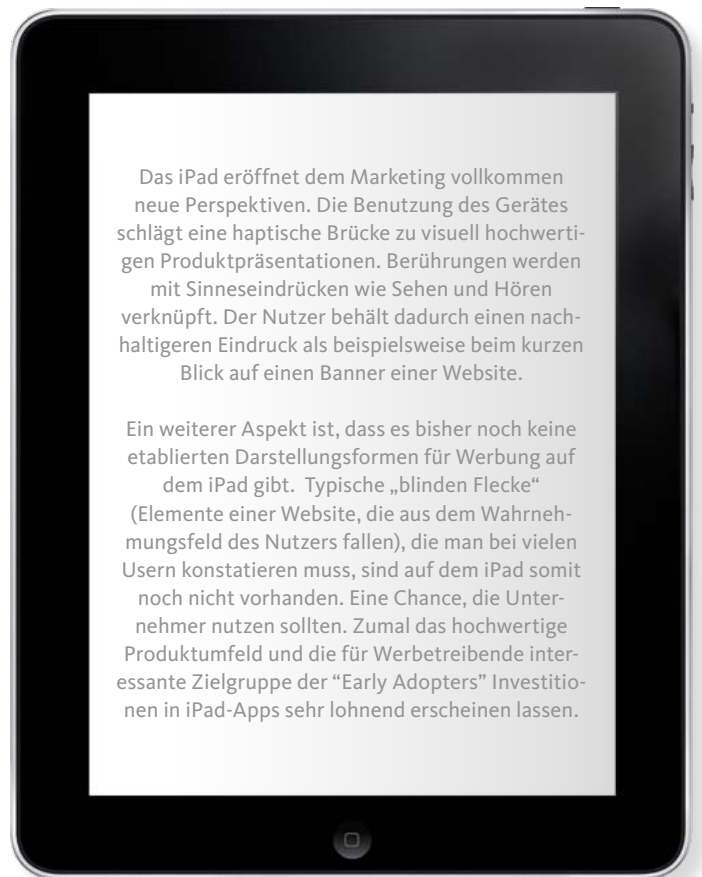 Das iPad eröffnet dem Marketing vollkommen
neue Perspektiven. Die Benutzung des Gerätes
schlägt eine haptische Brücke zu visuell hochwerti-
gen Produktpräsentationen. Berührungen werden
mit Sinneseindrücken wie Sehen und Hören
verknüpft. Der Nutzer behält dadurch einen nach-
haltigeren Eindruck als beispielsweise beim kurzen
Blick auf einen Banner einer Website.

Ein weiterer Aspekt ist, dass es bisher noch keine
etablierten Darstellungsformen für Werbung auf
dem iPad gibt.  Typische „blinden Flecke“
(Elemente einer Website, die aus dem Wahrneh-
mungsfeld des Nutzers fallen), die man bei vielen
Usern konstatieren muss, sind auf dem iPad somit
noch nicht vorhanden. Eine Chance, die Unter-
nehmer nutzen sollten. Zumal das hochwertige
Produktumfeld und die für Werbetreibende inter-
essante Zielgruppe der “Early Adopters” Investitio-
nen in iPad-Apps sehr lohnend erscheinen lassen.